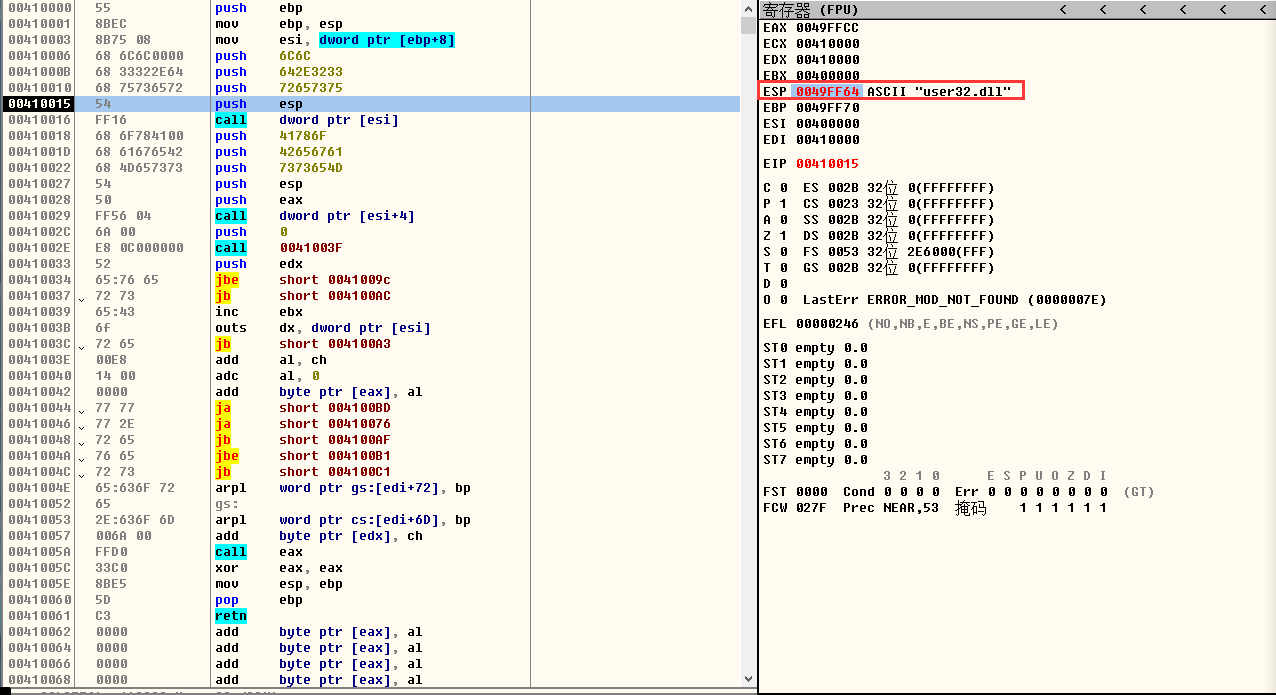 00410000 55 push ebp
00410001 8BEC mov ebp, esp
00410003 8B75 08 mov esi, dword ptr [ebp+8]
00410006 68 6C6C0000 push 6C6C
0041000B 68 33322E64 push 642E3233
00410010 68 75736572 push 72657375
00410015 54 push esp
00410016 FF16 call dword ptr [esi]
00410018 68 6F784100 push 41786F
0041001D 68 61676542 push 42656761
00410022 68 4D657373 push 7373654D
00410027 54 push esp
00410028 50 push eax
00410029 FF56 04 call dword ptr [esi+4]
0041002C 6A 00 push 0
0041002E E8 0C000000 call 0041003F
00410033 52 push edx
00410034 65:76 65 jbe short 0041009c
00410037 72 73 jb short 004100AC
00410039 65:43 inc ebx
0041003B 6f outs dx, dword ptr [esi]
0041003C 72 65 jb short 004100A3
0041003E 00E8 add al, ch
00410040 14 00 adc al, 0
00410042 0000 add byte ptr [eax], al
00410044 77 77 ja short 004100BD
00410046 77 2E ja short 00410076
00410048 72 65 jb short 004100AF
0041004A 76 65 jbe short 004100B1
0041004C 72 73 jb short 004100C1
0041004E 65:636F 72 arpl word ptr gs:[edi+72], bp
00410052 65 gs:
00410053 2E:636F 6D arpl word ptr cs:[edi+6D], bp
00410057 006A 00 add byte ptr [edx], ch
0041005A FFD0 call eax
0041005C 33C0 xor eax, eax
0041005E 8BE5 mov esp, ebp
00410060 5D pop ebp
00410061 C3 retn
00410062 0000 add byte ptr [eax], al
00410064 0000 add byte ptr [eax], al
00410066 0000 add byte ptr [eax], al
00410068 0000 add byte ptr [eax], al
寄存器 (FPU) < < < < < <
EAX 0049FFCC
ECX 00410000
EDX 00410000
EBX 00400000
ESP 0049FF64 ASCII "user32.dll"
EBP 0049FF70
ESI 00400000
EDI 00410000
EIP 00410015
C 0 ES 002B 32位 0(FFFFFFFF)
P 1 CS 0023 32位 0(FFFFFFFF)
A 0 SS 002B 32位 0(FFFFFFFF)
Z 1 DS 002B 32位 0(FFFFFFFF)
S 0 FS 0053 32位 2E6000(FFF)
T 0 GS 002B 32位 0(FFFFFFFF)
D 0
O 0 LastErr ERROR_MOD_NOT_FOUND (0000007E)
EFL 00000246 (NO,NB,E,BE,NS,PE,GE,LE)
ST0 empty 0.0
ST1 empty 0.0
ST2 empty 0.0
ST3 empty 0.0
ST4 empty 0.0
ST5 empty 0.0
ST6 empty 0.0
ST7 empty 0.0
3 2 1 0 E S P U O Z D I
FST 0000 Cond 0 0 0 0 Err 0 0 0 0 0 0 0 0 (GT)
FCW 027F Prec NEAR,53 掩码 1 1 1 1 1 1